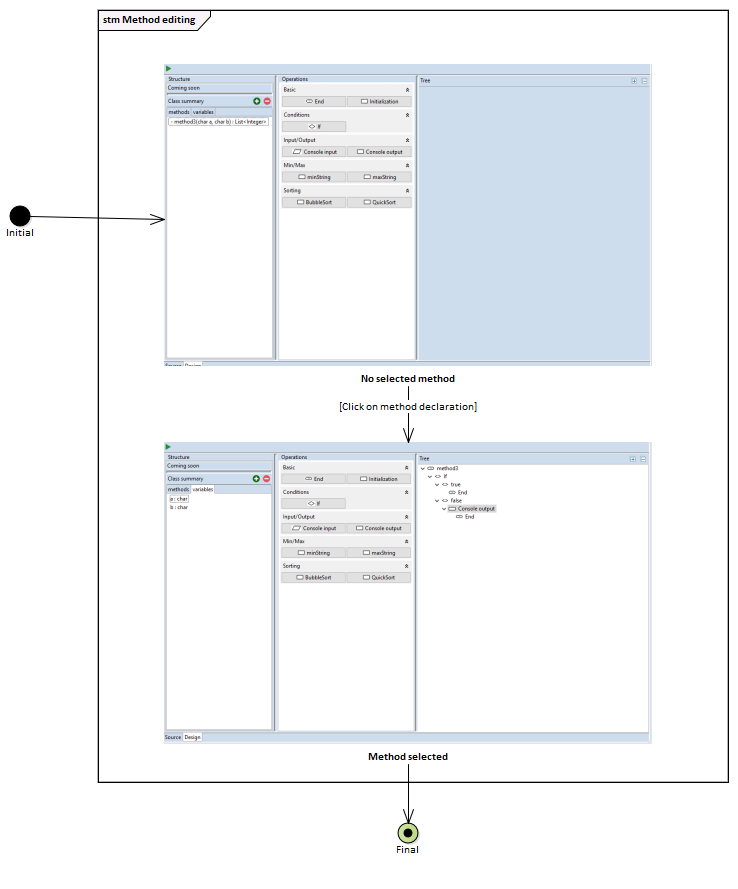 stm Method editing
Structure
Coming soon
Class summary
methods variables
- method3(char a, char b) : List<Integer>
Operations
Basic
End Initialization
Conditions
If
Input/Output
Console input Console output
Min/Max
minString maxString
Sorting
BubbleSort QuickSort
Tree
Source Design
Initial
No selected method
[Click on method declaration]
Structure
Coming soon
Class summary
methods variables
a : char
b : char
Operations
Basic
End Initialization
Conditions
If
Input/Output
Console input Console output
Min/Max
minString maxString
Sorting
BubbleSort QuickSort
Tree
method3
If
true
End
false
Console output
End
Source Design
Method selected
Final